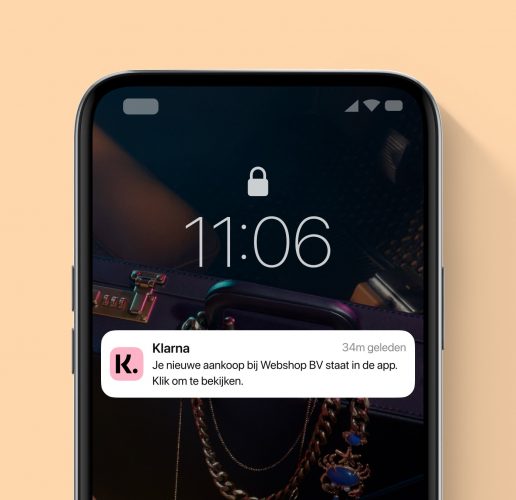 11:06
K.
Klarna
34m geleden
Je nieuwe aankoop bij Webshop BV staat in de app.
Klik om te bekijken.